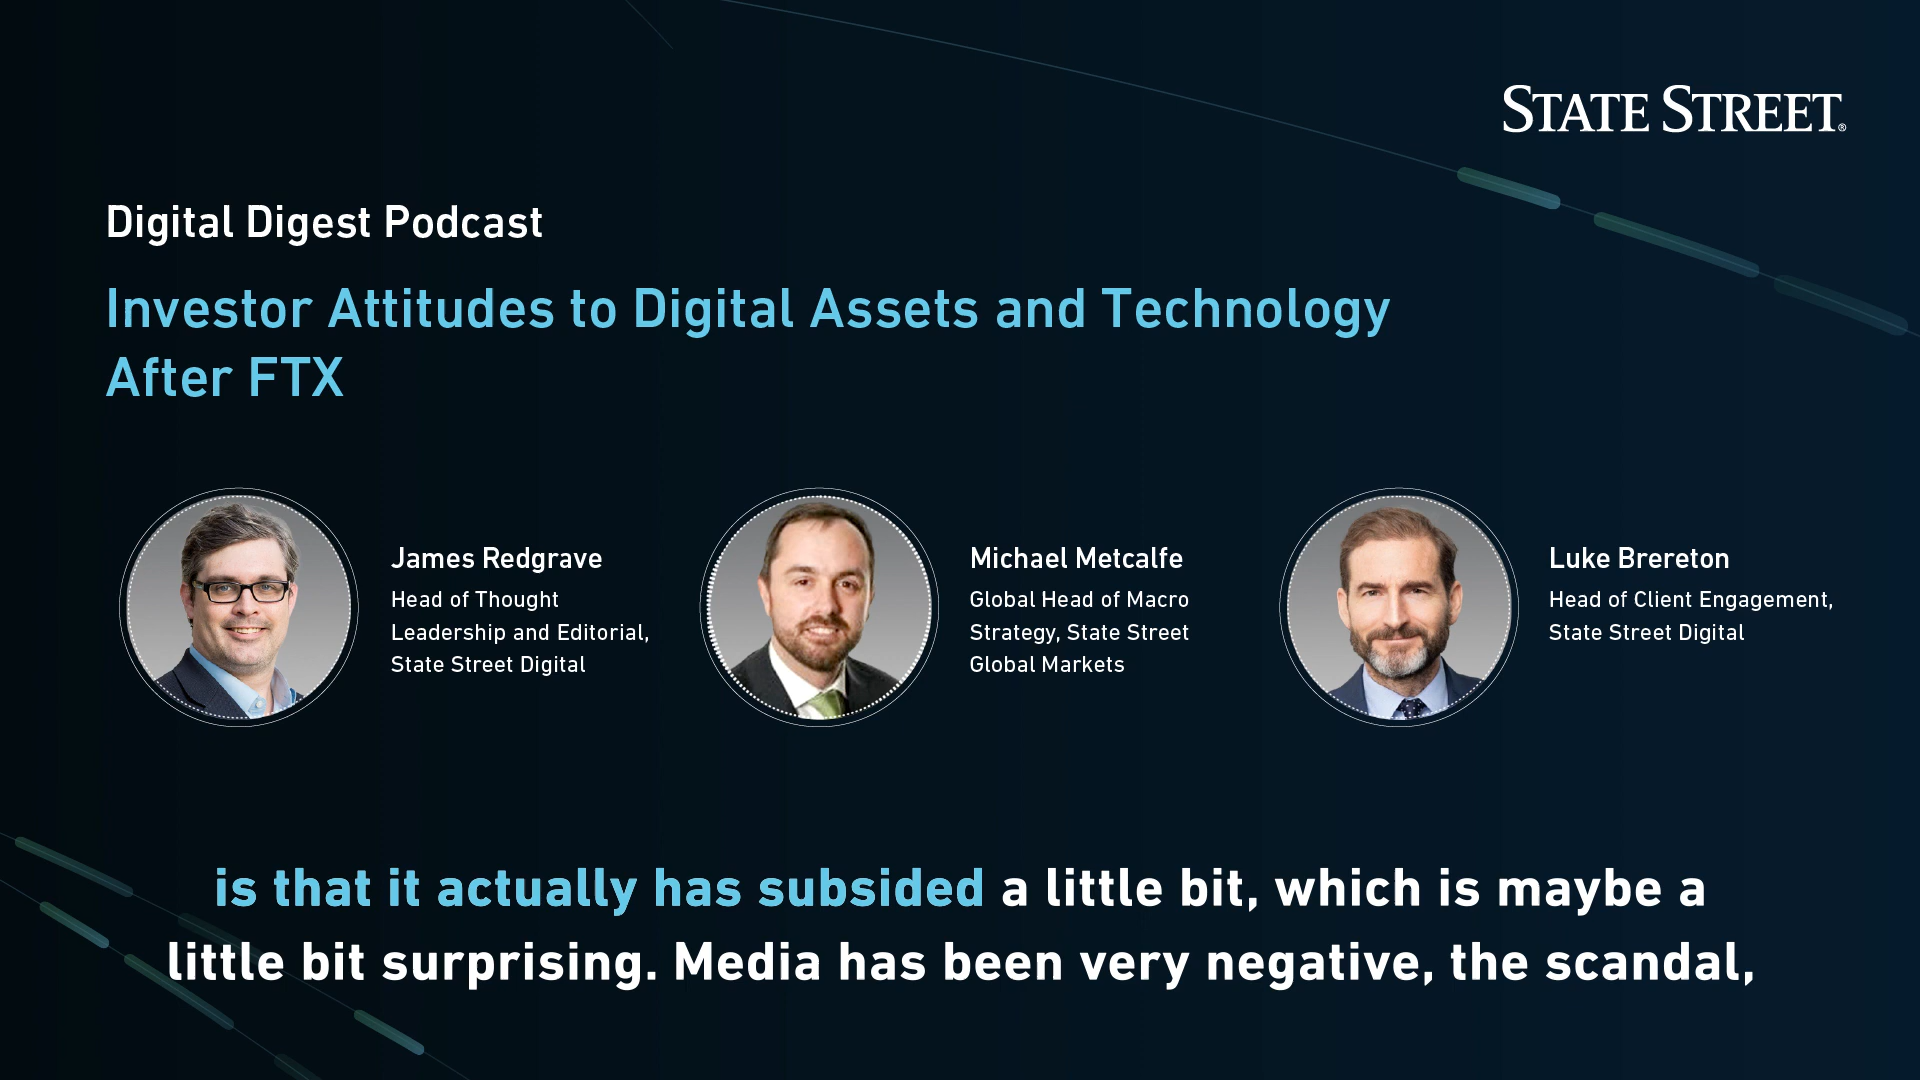 STATE STREET®
Digital Digest Podcast
Investor Attitudes to Digital Assets and Technology
After FTX
James Redgrave
Head of Thought
Leadership and Editorial,
State Street Digital
Michael Metcalfe
Global Head of Macro
Strategy, State Street
Global Markets
Luke Brereton
Head of Client Engagement,
State Street Digital
is that it actually has subsided a little bit, which is maybe a
little bit surprising. Media has been very negative, the scandal,